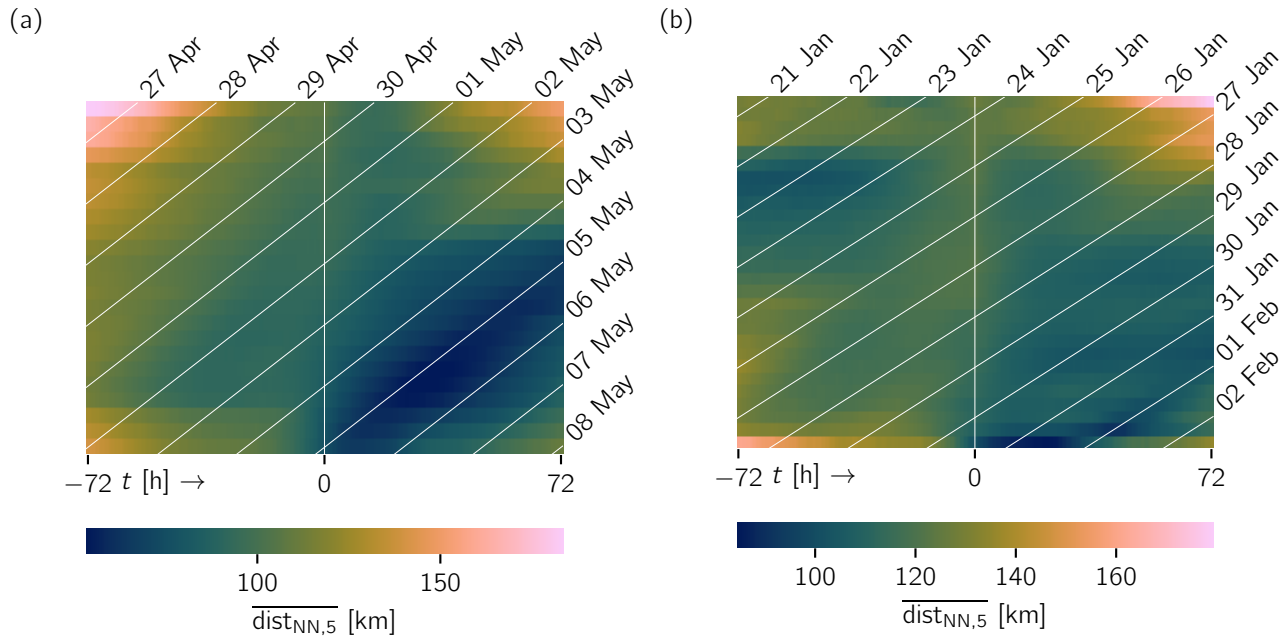 (a)
27 Apr
28 Apr
29 Apr
30 Apr
01 May
02 May
03 May
04 May
05 May
06 May
07 May
08 May
−72 t [h] → 0 72
100 150
dist_NN,5 [km]
(b)
21 Jan
22 Jan
23 Jan
24 Jan
25 Jan
26 Jan
27 Jan
28 Jan
29 Jan
30 Jan
31 Jan
01 Feb
02 Feb
−72 t [h] → 0 72
100 120 140 160
dist_NN,5 [km]